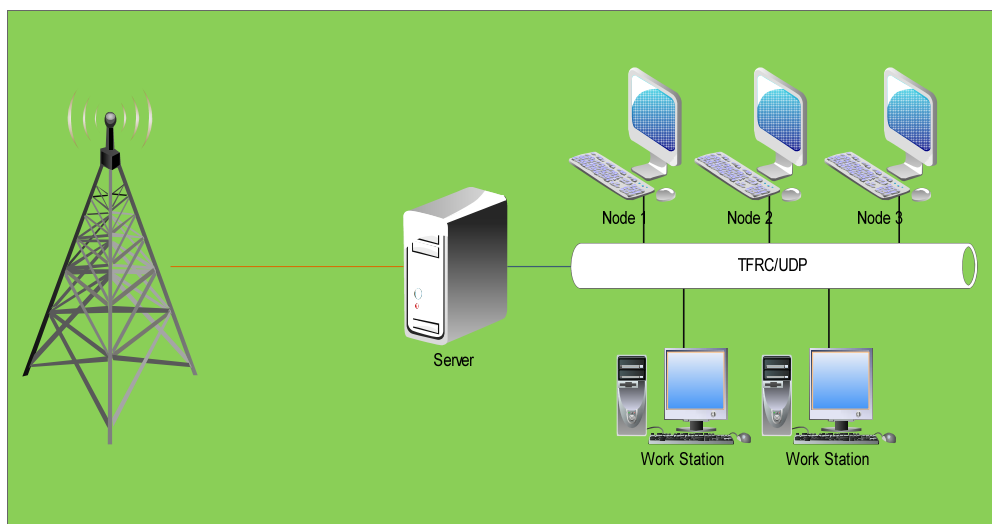 Node 1
Node 2
Node 3
TFRC/UDP
Server
Work Station
Work Station